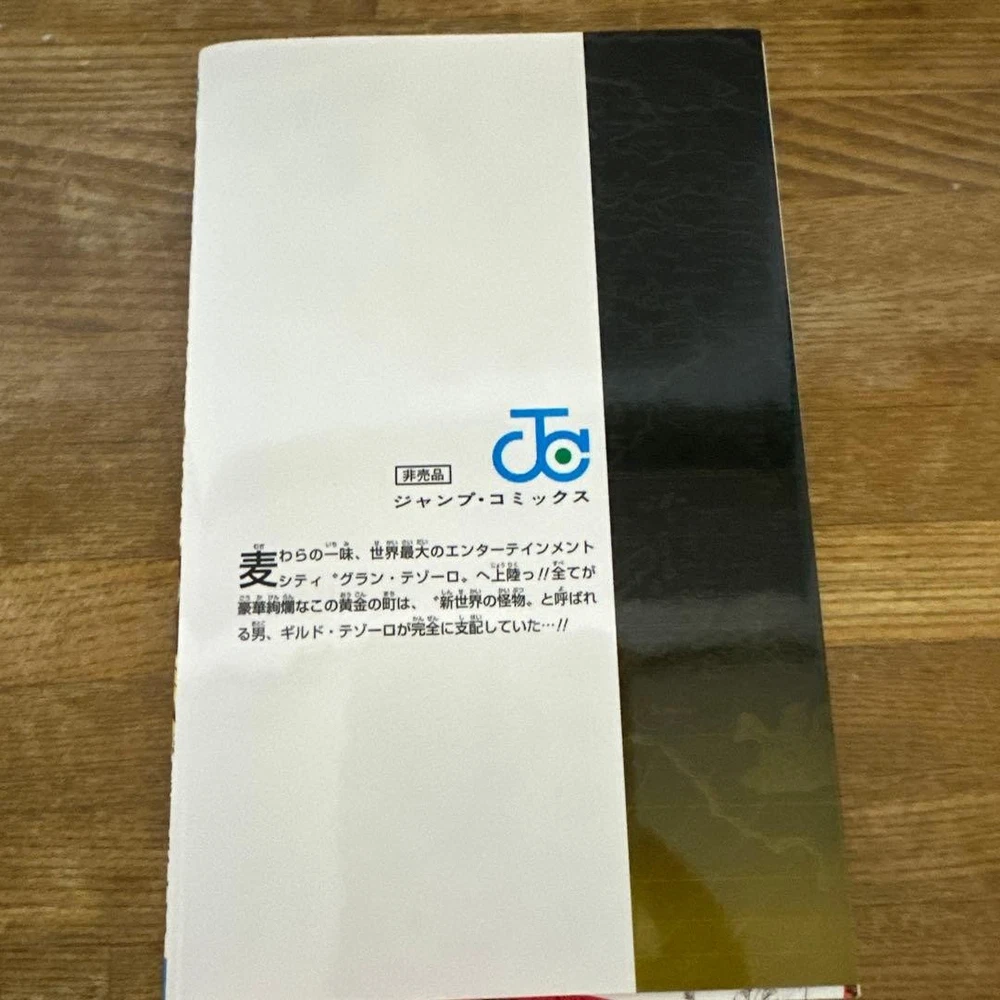 JC
非売品
ジャンプ・コミックス
麦わらの一味、世界最大のエンターテインメント
シティ〝グラン・テゾーロ〟へ上陸っ!!全てが
豪華絢爛なこの黄金の町は、〝新世界の怪物〟と呼ばれ
る男、ギルド・テゾーロが完全に支配していた…!!